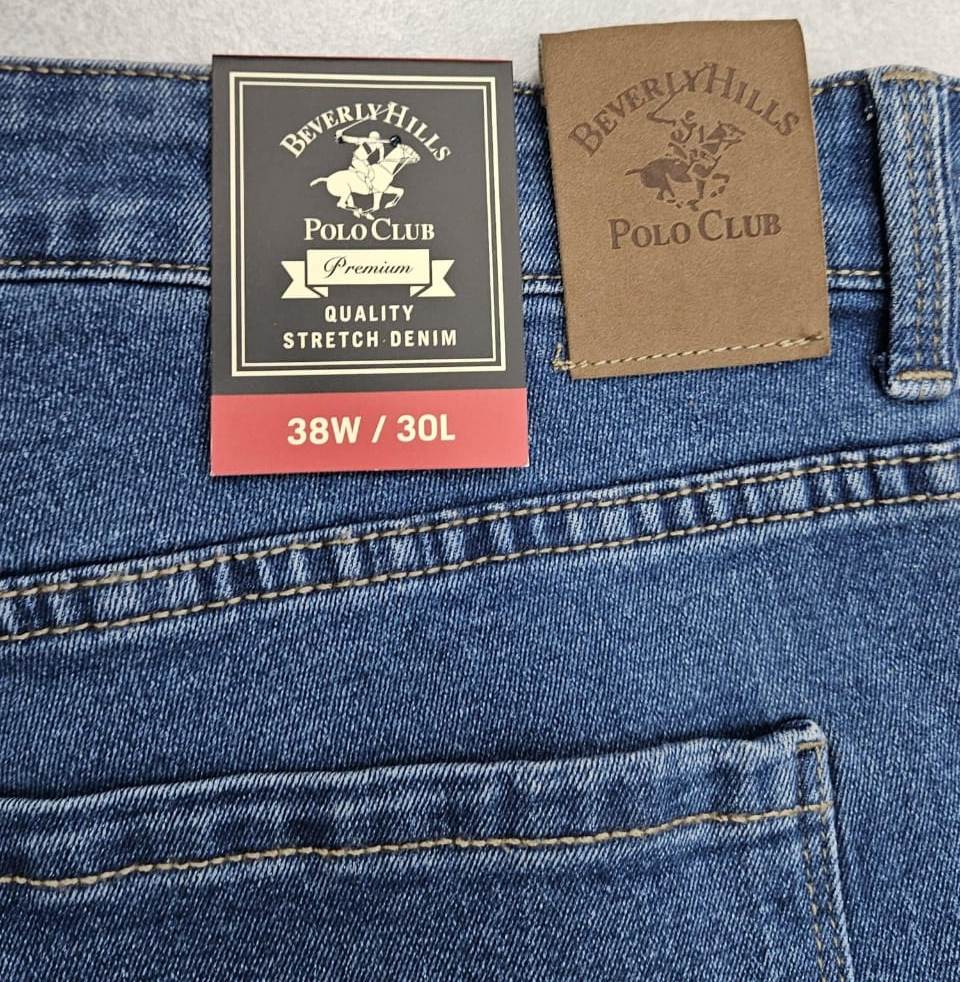 BEVERLY HILLS
POLO CLUB
Premium
QUALITY
STRETCH DENIM
38W / 30L
BEVERLY HILLS
POLO CLUB